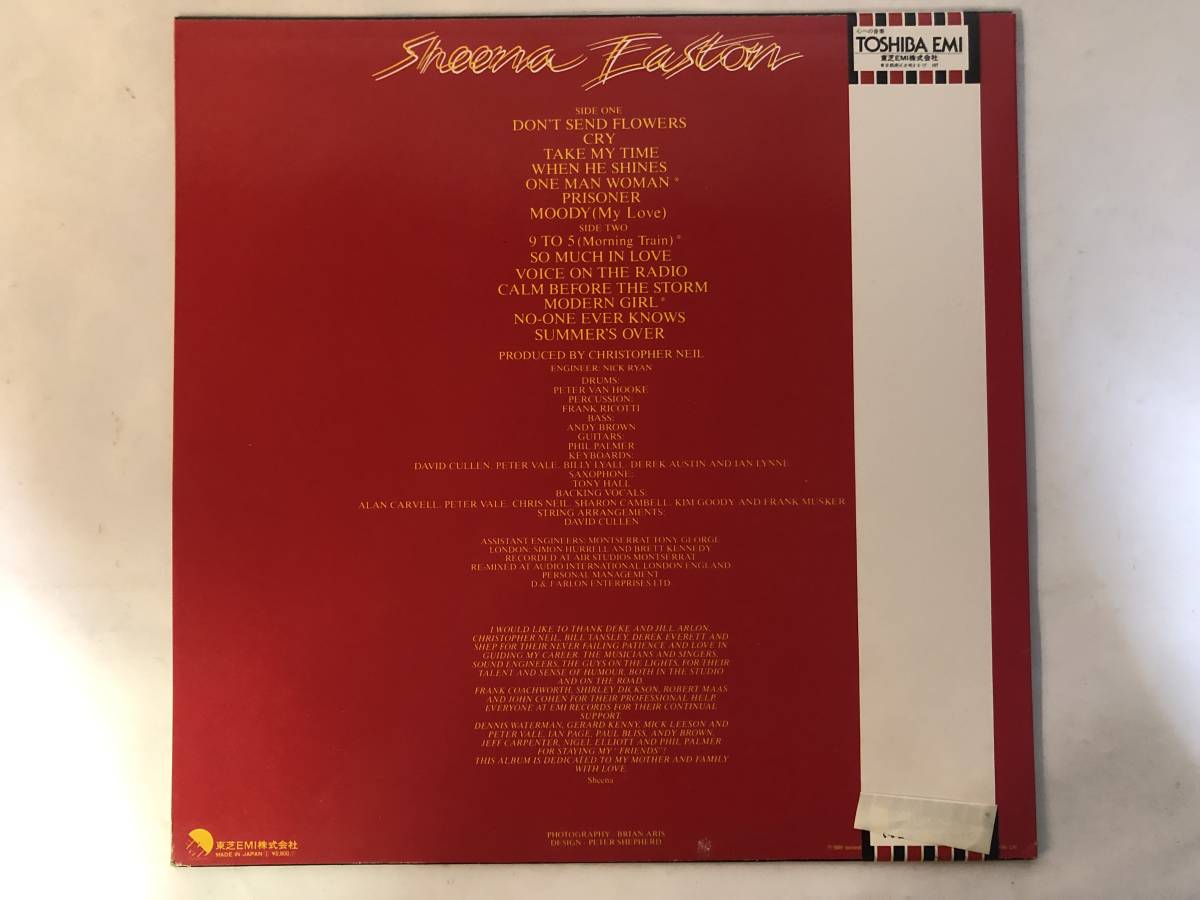 Sheena Easton
TOSHIBA EMI
東芝EMI株式会社
SIDE ONE
DON'T SEND FLOWERS
CRY
TAKE MY TIME
WHEN HE SHINES
ONE MAN WOMAN*
PRISONER
MOODY (My Love)
SIDE TWO
9 TO 5 (Morning Train)*
SO MUCH IN LOVE
VOICE ON THE RADIO
CALM BEFORE THE STORM
MODERN GIRL*
NO-ONE EVER KNOWS
SUMMER'S OVER
PRODUCED BY CHRISTOPHER NEIL
ENGINEER: NICK RYAN
DRUMS:
PETER VAN HOOKE
PERCUSSION:
FRANK RICOTTI
BASS:
ANDY BROWN
GUITARS:
PHIL PALMER
KEYBOARDS:
DAVID CULLEN, PETER VALE, BILLY LYALL, DEREK AUSTIN AND IAN LYNNE
SAXOPHONE:
TONY HALL
BACKING VOCALS:
ALAN CARVELL, PETER VALE, CHRIS NEIL, SHARON CAMBELL, KIM GOODY AND FRANK MUSKER
STRING ARRANGEMENTS:
DAVID CULLEN
ASSISTANT ENGINEERS: MONTSERRAT TONY GEORGE
LONDON: SIMON HURRELL AND BRETT KENNEDY
RECORDED AT AIR STUDIOS MONTSERRAT
RE-MIXED AT AUDIO INTERNATIONAL LONDON ENGLAND
PERSONAL MANAGEMENT
D.& J ARLON ENTERPRISES LTD
I WOULD LIKE TO THANK DEKE AND JILL ARLON,
CHRISTOPHER NEIL, BILL TANSLEY, DEREK EVERETT AND
SHEP FOR THEIR NEVER FAILING PATIENCE AND LOVE IN
GUIDING MY CAREER. THE MUSICIANS AND SINGERS,
SOUND ENGINEERS, THE GUYS ON THE LIGHTS, FOR THEIR
TALENT AND SENSE OF HUMOUR, BOTH IN THE STUDIO
AND ON THE ROAD.
FRANK COACHWORTH, SHIRLEY DICKSON, ROBERT MAAS
AND JOHN COHEN FOR THEIR PROFESSIONAL HELP,
EVERYONE AT EMI RECORDS FOR THEIR CONTINUAL
SUPPORT.
DENNIS WATERMAN, GERARD KENNY, MICK LEESON AND
PETER VALE, IAN PAGE, PAUL BLISS, ANDY BROWN,
JEFF CARPENTER, NIGEL ELLIOTT AND PHIL PALMER
FOR STAYING MY "FRIENDS"!
THIS ALBUM IS DEDICATED TO MY MOTHER AND FAMILY
WITH LOVE.
Sheena
PHOTOGRAPHY - BRIAN ARIS
DESIGN - PETER SHEPHERD
東芝EMI株式会社
MADE IN JAPAN